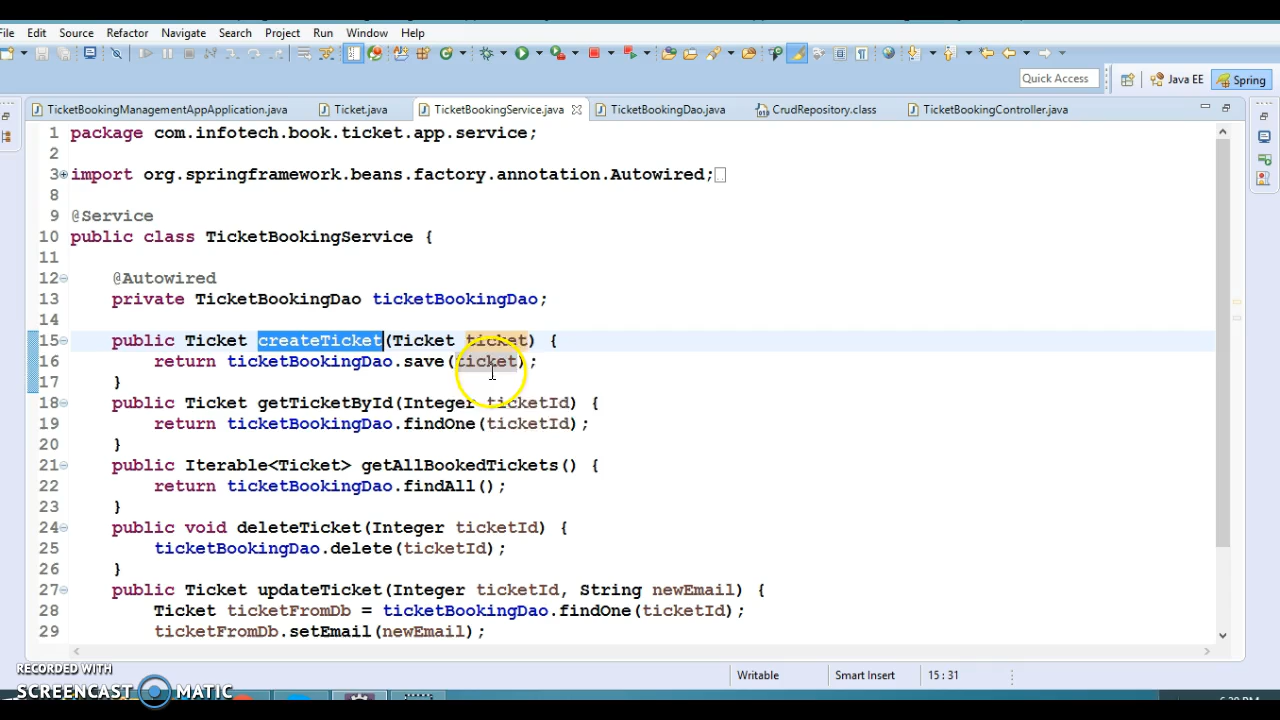 File Edit Source Refactor Navigate Search Project Run Window Help
Quick Access Java EE Spring
TicketBookingManagementAppApplication.java Ticket.java TicketBookingService.java TicketBookingDao.java CrudRepository.class TicketBookingController.java
1 package com.infotech.book.ticket.app.service;
2
3 import org.springframework.beans.factory.annotation.Autowired;
8
9 @Service
10 public class TicketBookingService {
11
12 @Autowired
13 private TicketBookingDao ticketBookingDao;
14
15 public Ticket createTicket(Ticket ticket) {
16 return ticketBookingDao.save(ticket);
17 }
18 public Ticket getTicketById(Integer ticketId) {
19 return ticketBookingDao.findOne(ticketId);
20 }
21 public Iterable<Ticket> getAllBookedTickets() {
22 return ticketBookingDao.findAll();
23 }
24 public void deleteTicket(Integer ticketId) {
25 ticketBookingDao.delete(ticketId);
26 }
27 public Ticket updateTicket(Integer ticketId, String newEmail) {
28 Ticket ticketFromDb = ticketBookingDao.findOne(ticketId);
29 ticketFromDb.setEmail(newEmail);
Writable Smart Insert 15 : 31
RECORDED WITH
SCREENCAST MATIC